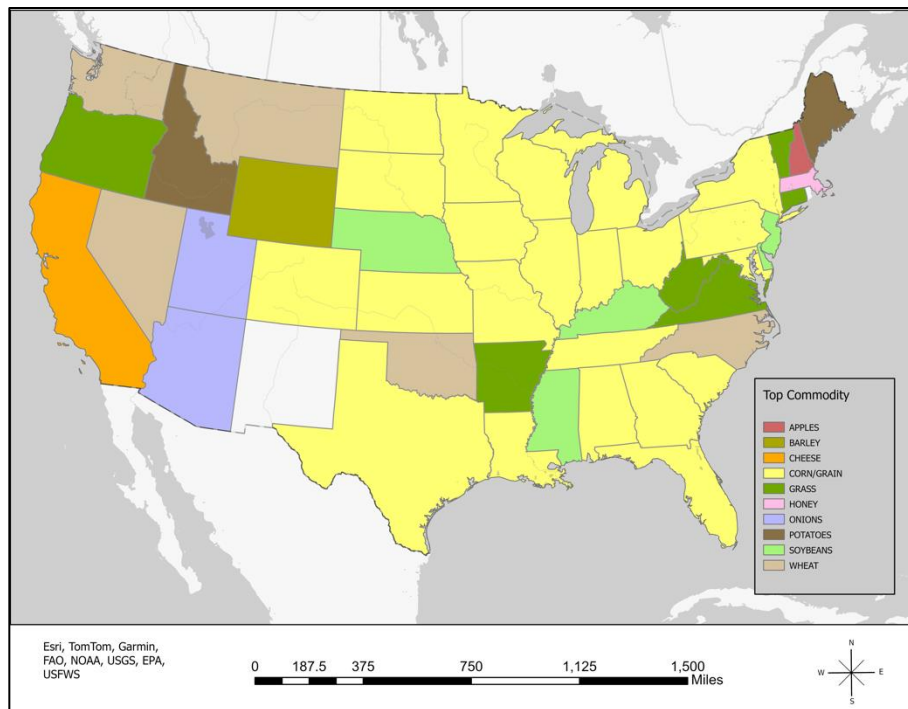 Top Commodity
APPLES
BARLEY
CHEESE
CORN/GRAIN
GRASS
HONEY
ONIONS
POTATOES
SOYBEANS
WHEAT
Esri, TomTom, Garmin,
FAO, NOAA, USGS, EPA,
USFWS
0 187.5 375 750 1,125 1,500
Miles
N
W E
S